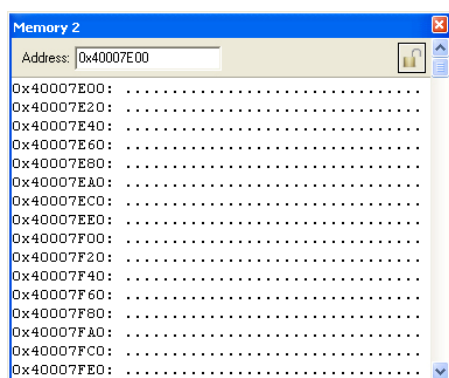 Memory 2
Address: 0x40007E00
0x40007E00: ................................
0x40007E20: ................................
0x40007E40: ................................
0x40007E60: ................................
0x40007E80: ................................
0x40007EA0: ................................
0x40007EC0: ................................
0x40007EE0: ................................
0x40007F00: ................................
0x40007F20: ................................
0x40007F40: ................................
0x40007F60: ................................
0x40007F80: ................................
0x40007FA0: ................................
0x40007FC0: ................................
0x40007FE0: ................................